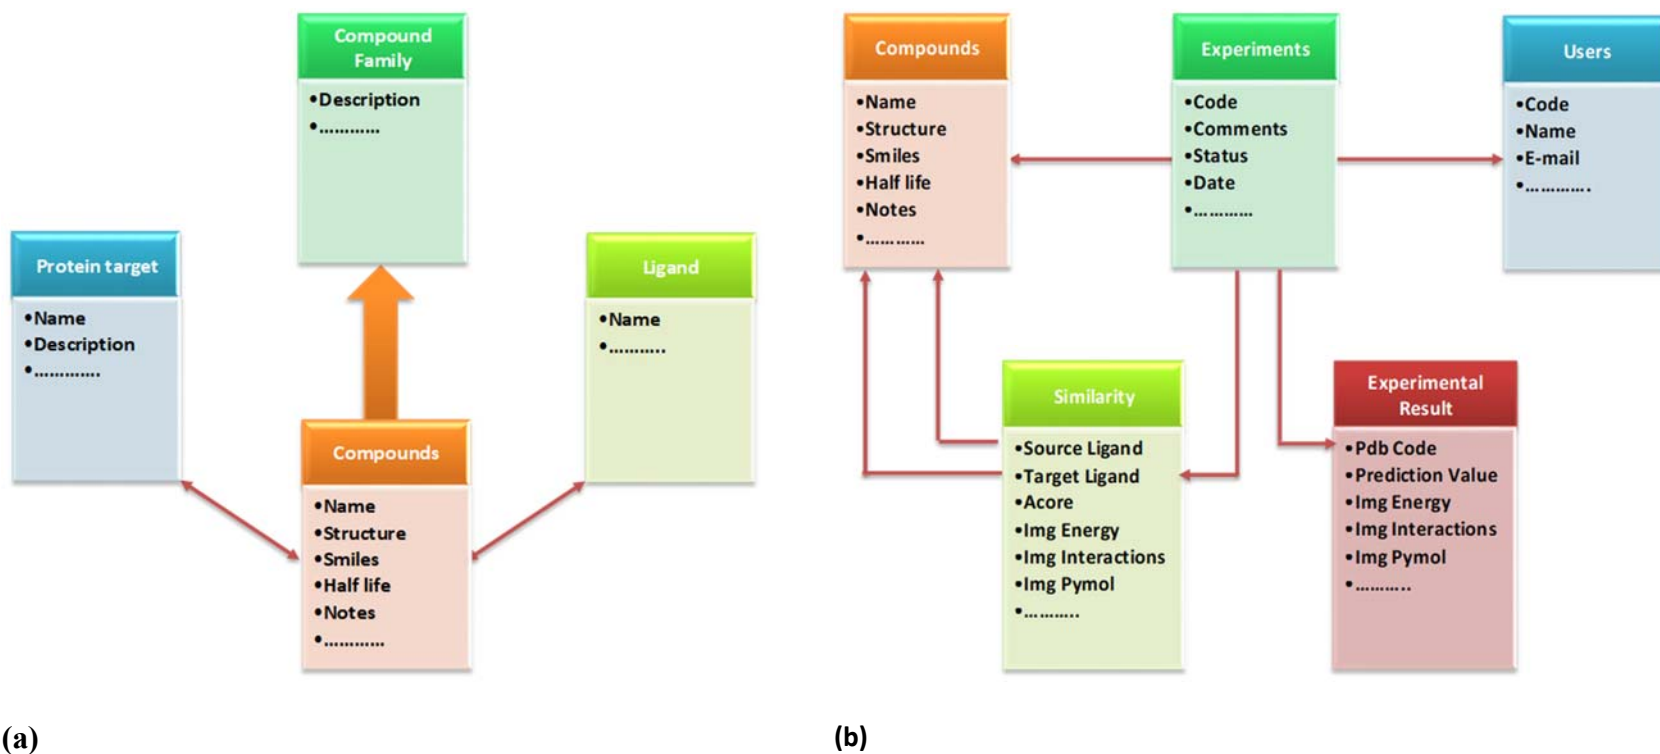 Compound
Family
•Description
•............
Protein target
•Name
•Description
•.............
Ligand
•Name
•...........
Compounds
•Name
•Structure
•Smiles
•Half life
•Notes
•............
(a)
Compounds
•Name
•Structure
•Smiles
•Half life
•Notes
•............
Experiments
•Code
•Comments
•Status
•Date
•............
Users
•Code
•Name
•E-mail
•.............
Similarity
•Source Ligand
•Target Ligand
•Acore
•Img Energy
•Img Interactions
•Img Pymol
•...........
Experimental
Result
•Pdb Code
•Prediction Value
•Img Energy
•Img Interactions
•Img Pymol
•...........
(b)